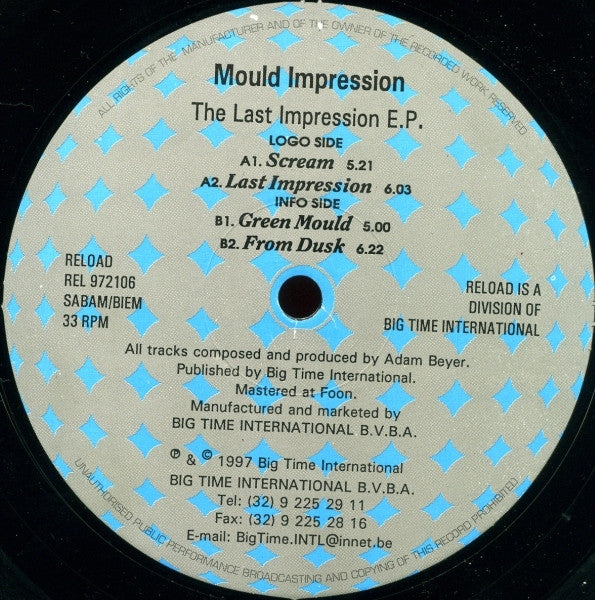 ALL RIGHTS OF THE MANUFACTURER AND OF THE OWNER OF THE RECORDED WORK RESERVED
Mould Impression
The Last Impression E.P.
LOGO SIDE
A1. Scream 5.21
A2. Last Impression 6.03
INFO SIDE
B1. Green Mould 5.00
B2. From Dusk 6.22
RELOAD
REL 972106
SABAM/BIEM
33 RPM
RELOAD IS A
DIVISION OF
BIG TIME INTERNATIONAL
All tracks composed and produced by Adam Beyer.
Published by Big Time International.
Mastered at Foon.
Manufactured and marketed by
BIG TIME INTERNATIONAL B.V.B.A.
℗ & © 1997 Big Time International
BIG TIME INTERNATIONAL B.V.B.A.
Tel: (32) 9 225 29 11
Fax: (32) 9 225 28 16
E-mail: BigTime.INTL@innet.be
UNAUTHORISED PUBLIC PERFORMANCE BROADCASTING AND COPYING OF THIS RECORD PROHIBITED